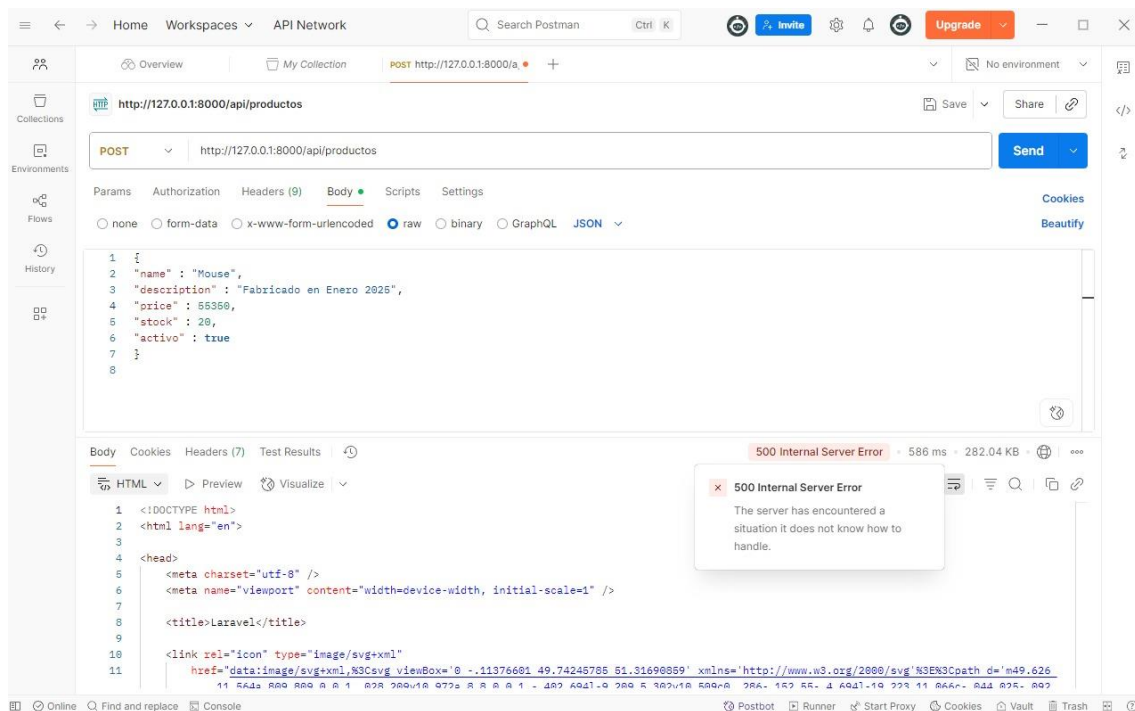 Home Workspaces API Network Search Postman Ctrl K Invite Upgrade
Overview My Collection POST http://127.0.0.1:8000/a + No environment
HTTP http://127.0.0.1:8000/api/productos Save Share
Collections
POST http://127.0.0.1:8000/api/productos Send
Environments
Params Authorization Headers (9) Body Scripts Settings Cookies
Flows
none form-data x-www-form-urlencoded raw binary GraphQL JSON Beautify
History
1 {
2 "name" : "Mouse",
3 "description" : "Fabricado en Enero 2025",
4 "price" : 55350,
5 "stock" : 20,
6 "activo" : true
7 }
8
Body Cookies Headers (7) Test Results 500 Internal Server Error 586 ms 282.04 KB
HTML Preview Visualize
500 Internal Server Error
The server has encountered a
situation it does not know how to
handle.
1 <!DOCTYPE html>
2 <html lang="en">
3
4 <head>
5 <meta charset="utf-8" />
6 <meta name="viewport" content="width=device-width, initial-scale=1" />
7
8 <title>Laravel</title>
9
10 <link rel="icon" type="image/svg+xml"
11 href="data:image/svg+xml,%3Csvg viewBox='0 -.11376601 49.74245785 51.31690859' xmlns='http://www.w3.org/2000/svg'%3E%3Cpath d='m49.626
Online Find and replace Console Postbot Runner Start Proxy Cookies Vault Trash